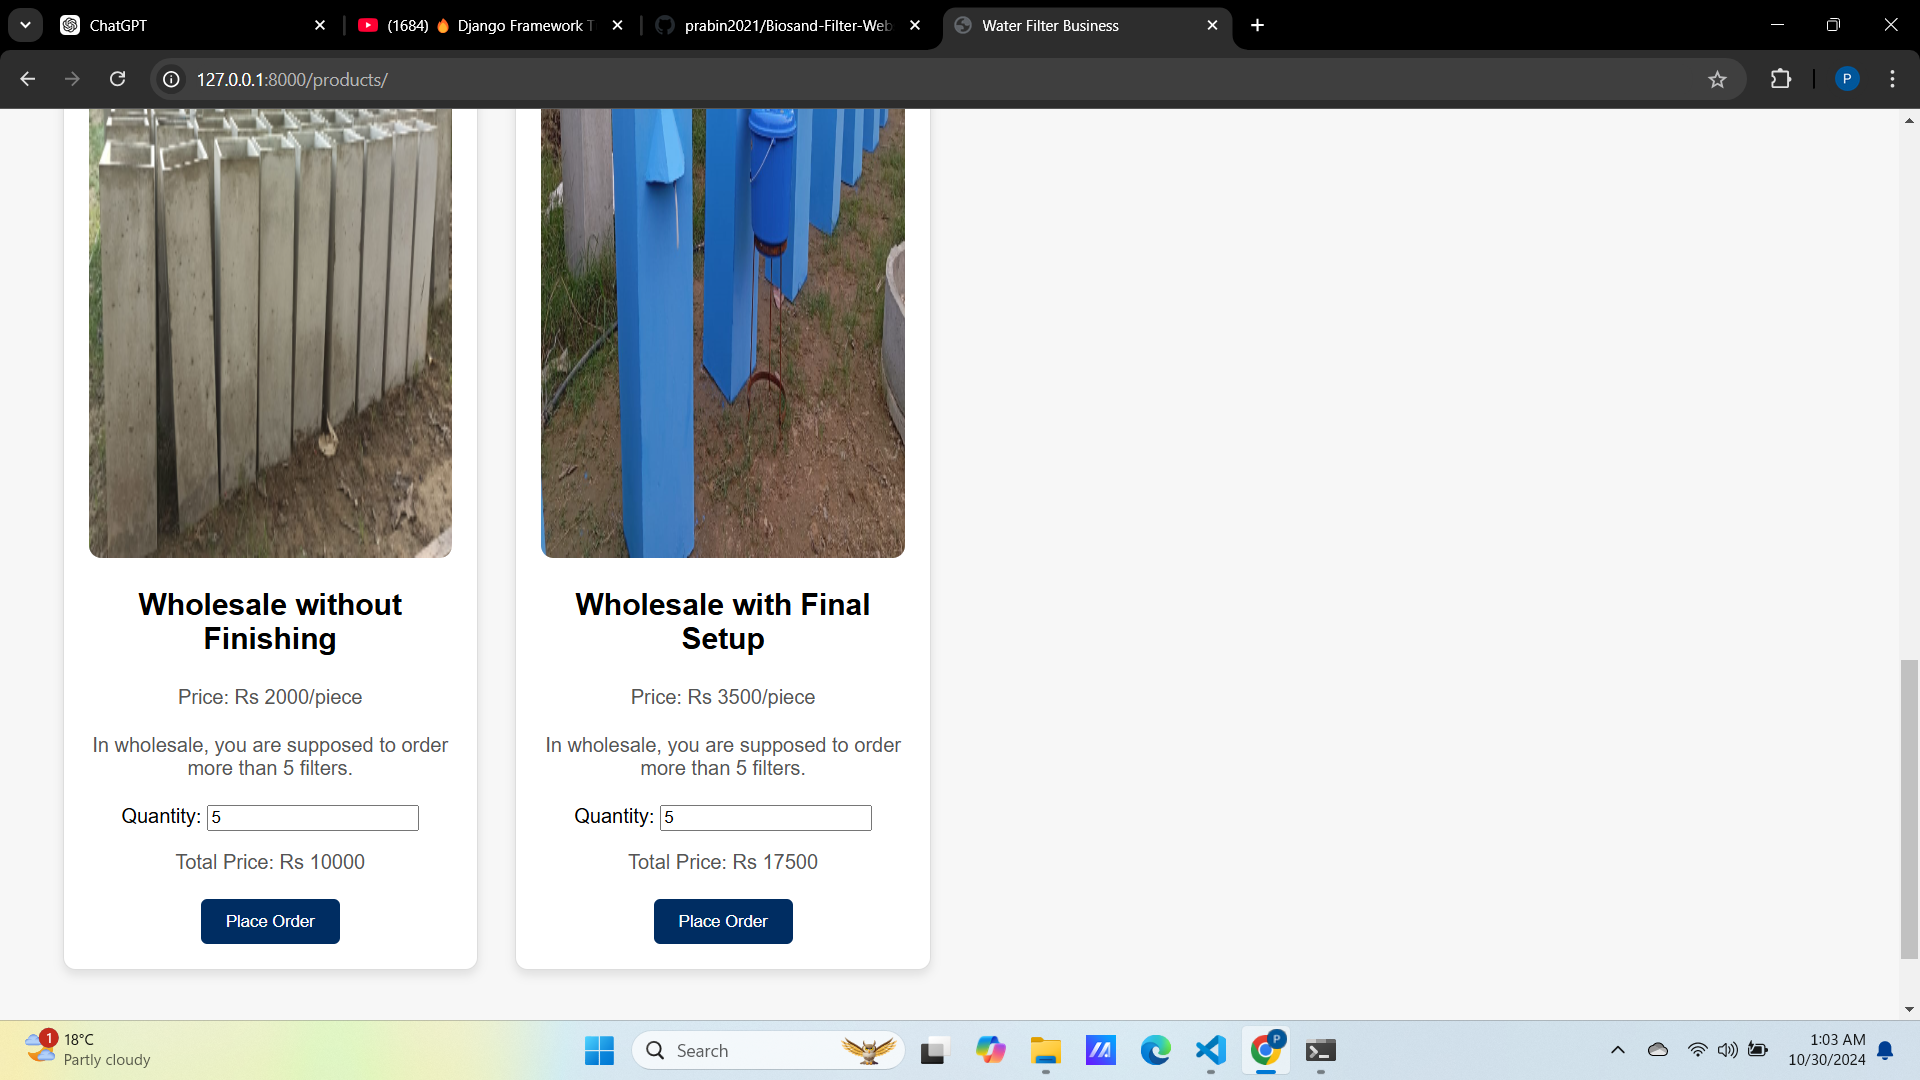 ChatGPT
(1684) 🔥 Django Framework T
prabin2021/Biosand-Filter-Web
Water Filter Business
127.0.0.1:8000/products/
P
Wholesale without
Finishing
Price: Rs 2000/piece
In wholesale, you are supposed to order
more than 5 filters.
Quantity: 5
Total Price: Rs 10000
Place Order
Wholesale with Final
Setup
Price: Rs 3500/piece
In wholesale, you are supposed to order
more than 5 filters.
Quantity: 5
Total Price: Rs 17500
Place Order
1
18°C
Partly cloudy
Search
P
1:03 AM
10/30/2024